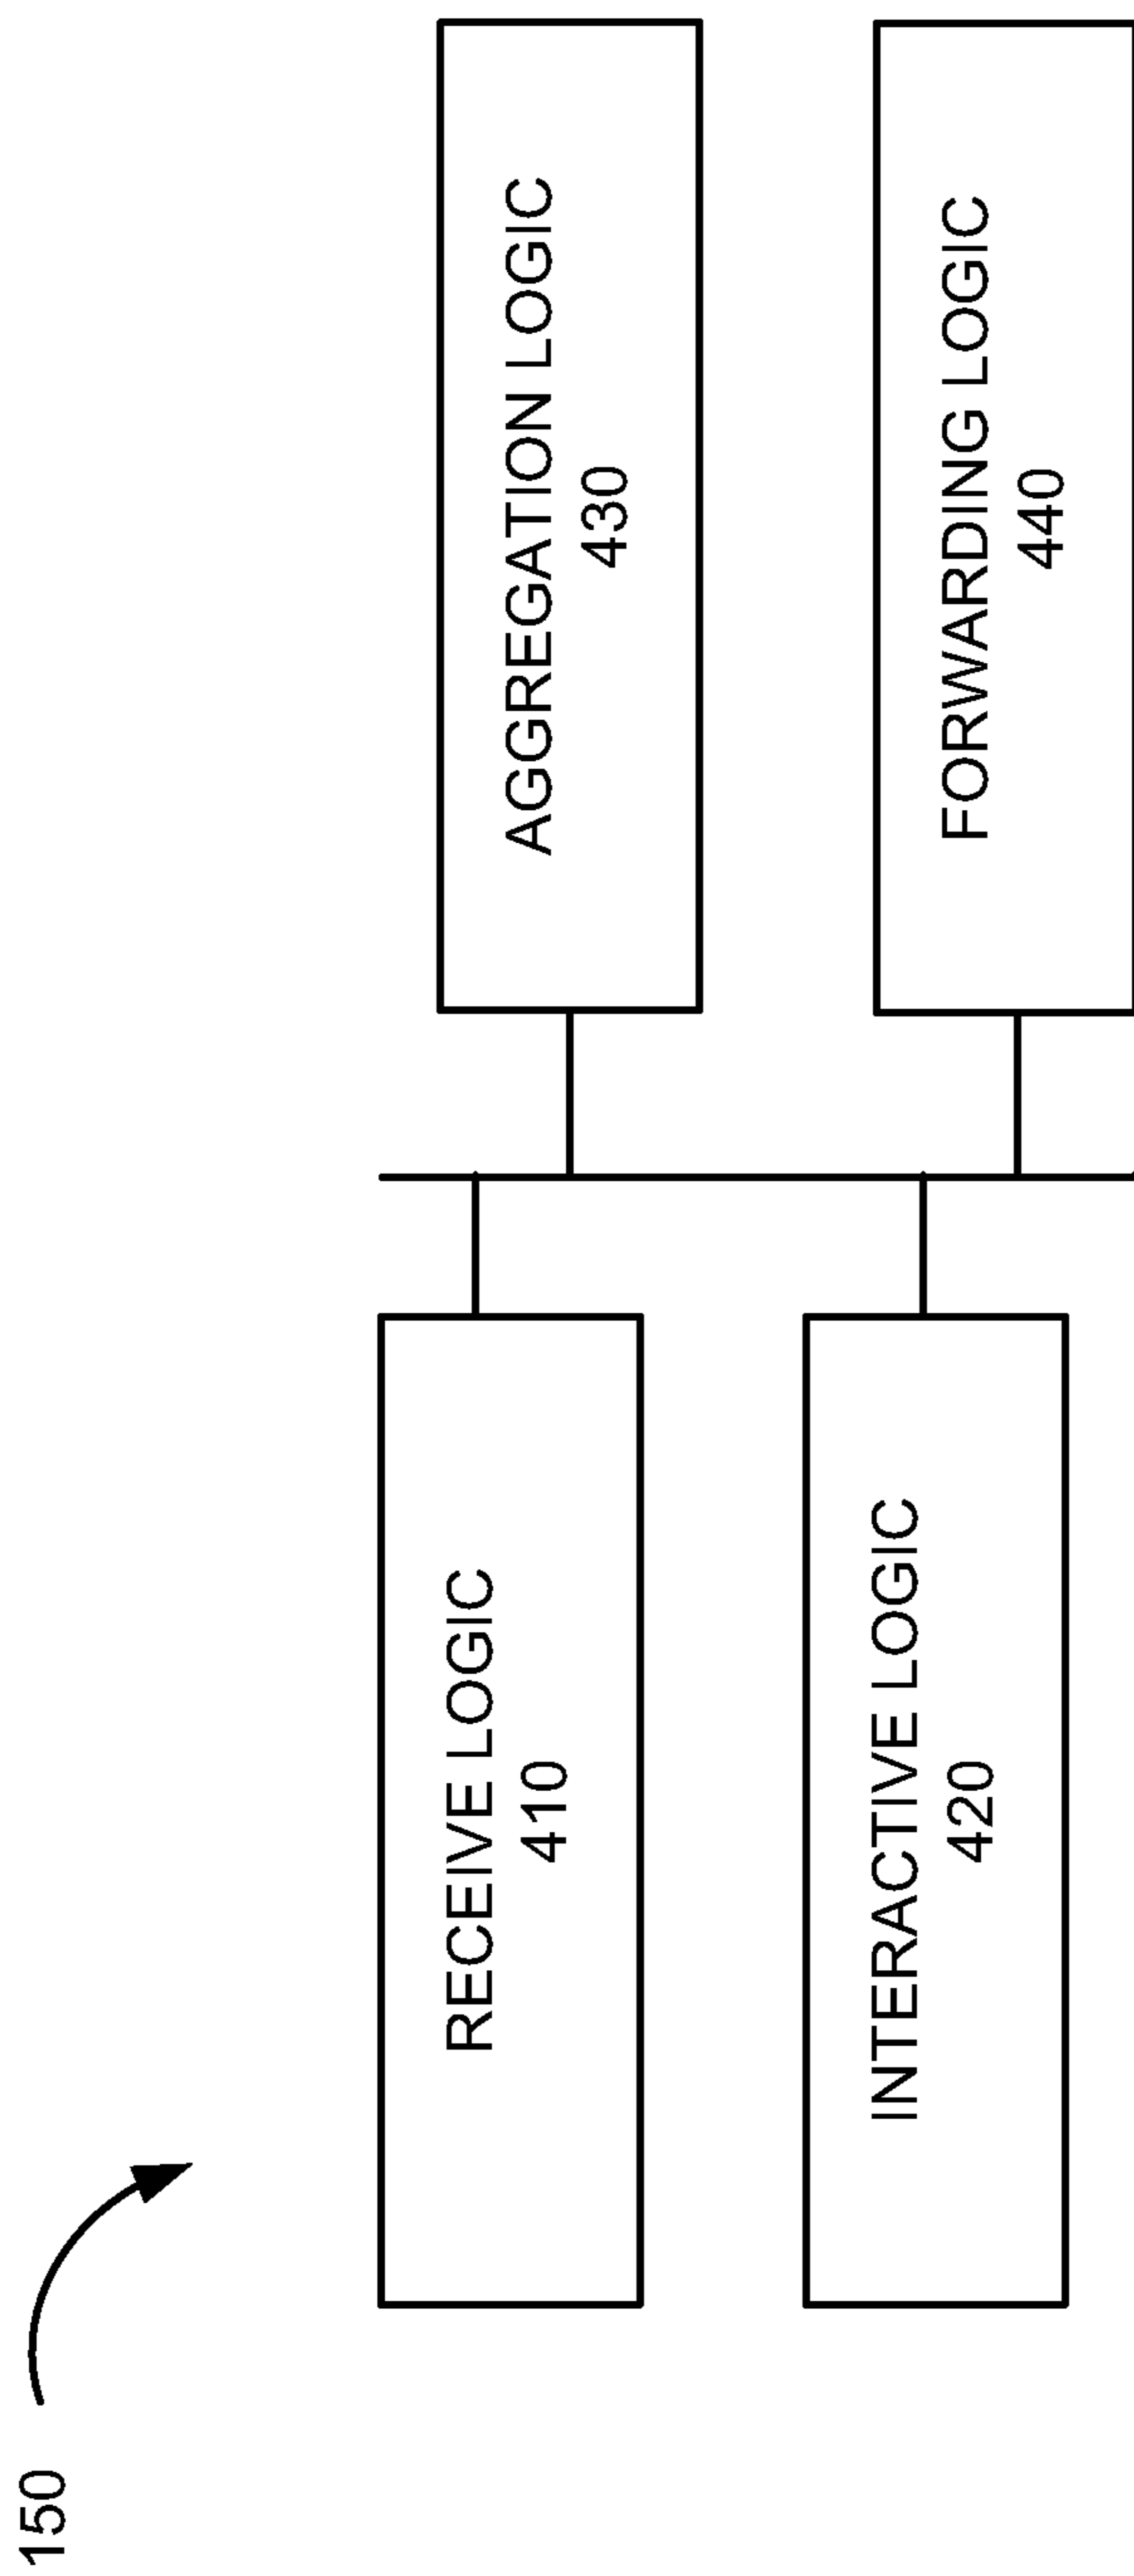 150
RECEIVE LOGIC
410
AGGREGATION LOGIC
430
INTERACTIVE LOGIC
420
FORWARDING LOGIC
440